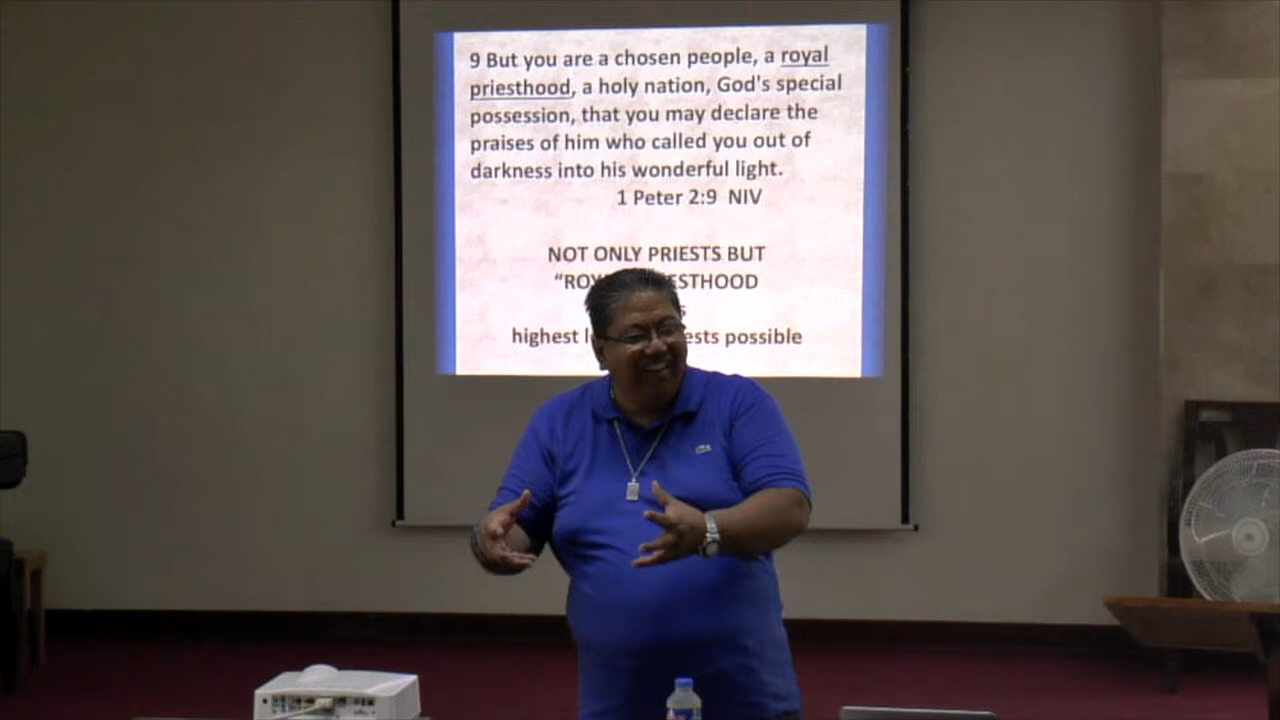 9 But you are a chosen people, a royal
priesthood, a holy nation, God's special
possession, that you may declare the
praises of him who called you out of
darkness into his wonderful light.
1 Peter 2:9 NIV
NOT ONLY PRIESTS BUT
“ROY ESTHOOD
highest possible